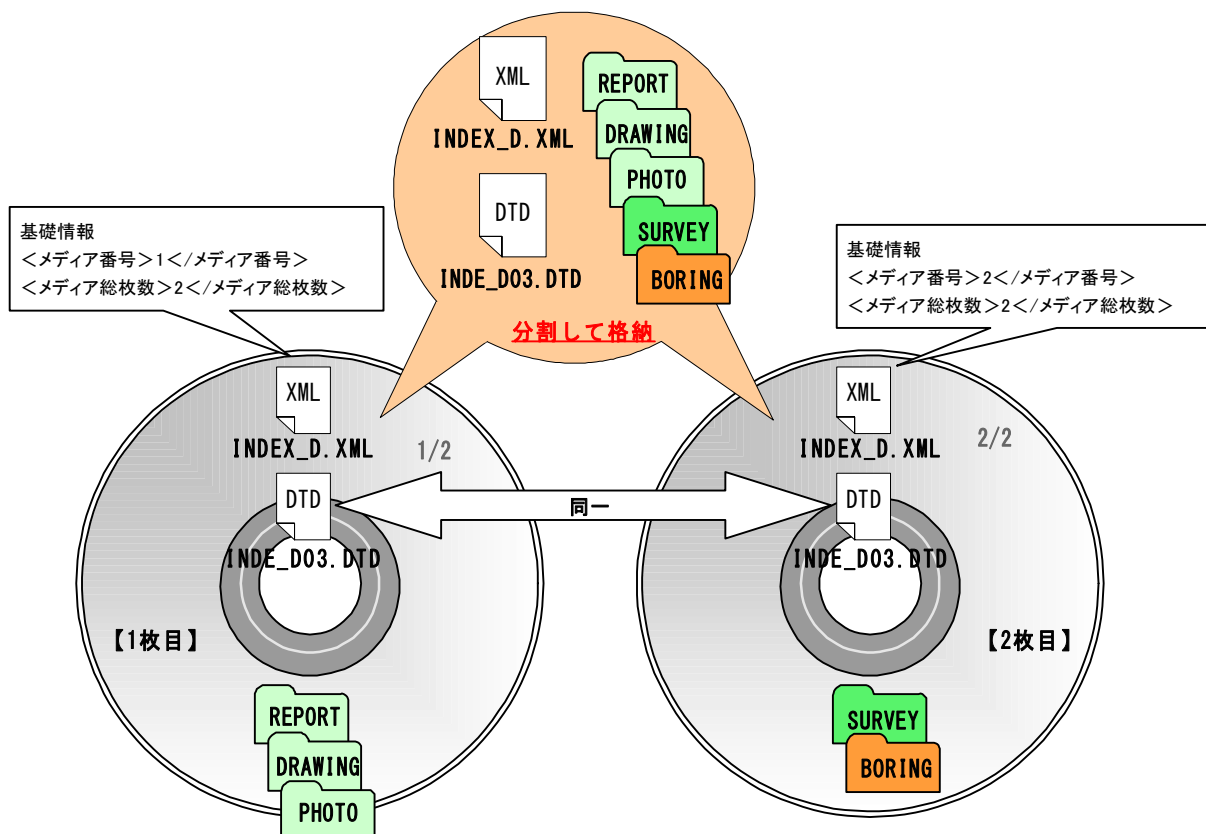 XML
INDEX_D.XML
DTD
INDE_D03.DTD
REPORT
DRAWING
PHOTO
SURVEY
BORING
分割して格納
基礎情報
<メディア番号>1</メディア番号>
<メディア総枚数>2</メディア総枚数>
基礎情報
<メディア番号>2</メディア番号>
<メディア総枚数>2</メディア総枚数>
XML
INDEX_D.XML
1/2
DTD
INDE_D03.DTD
【1枚目】
REPORT
DRAWING
PHOTO
同一
XML
INDEX_D.XML
2/2
DTD
INDE_D03.DTD
【2枚目】
SURVEY
BORING